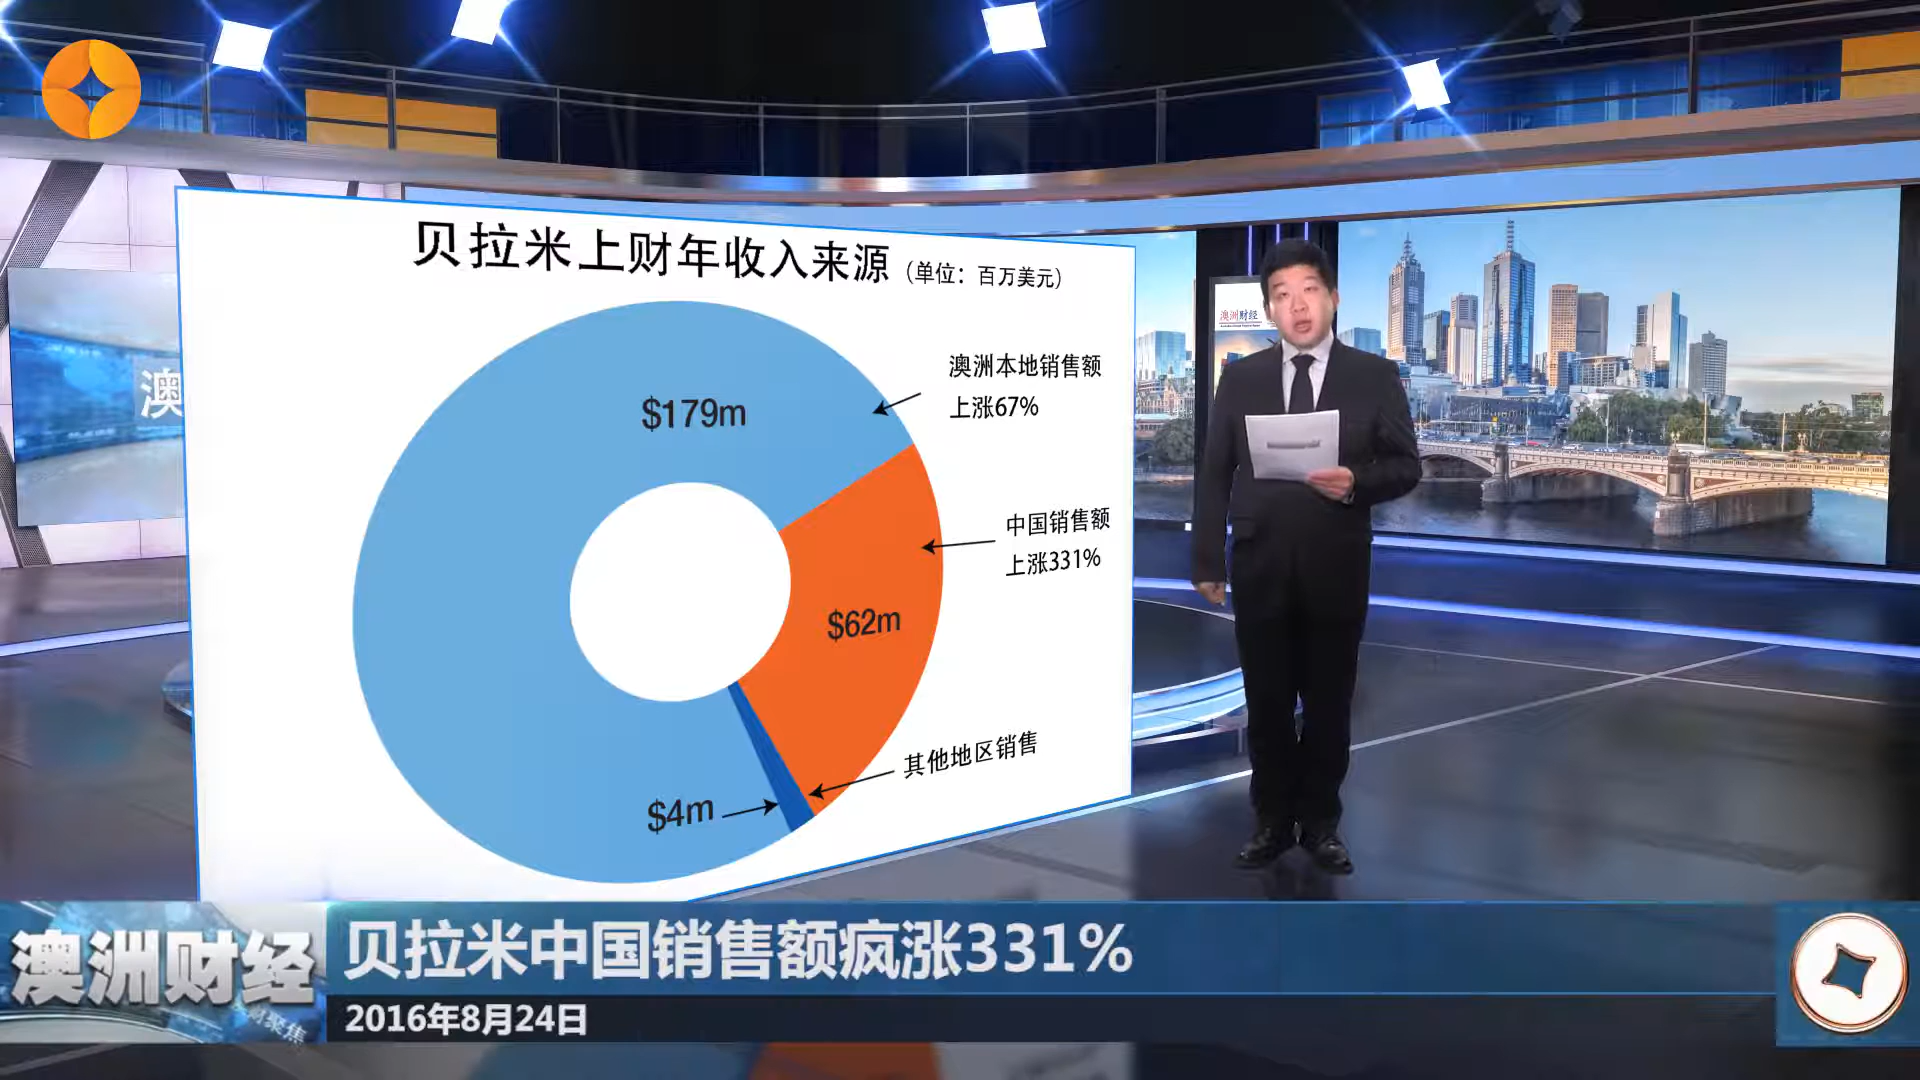 贝拉米上财年收入来源（单位：百万美元）
$179m
澳洲本地销售额
上涨67%
中国销售额
上涨331%
$62m
其他地区销售
$4m
澳
澳洲财经
澳洲财经
贝拉米中国销售额疯涨331%
2016年8月24日